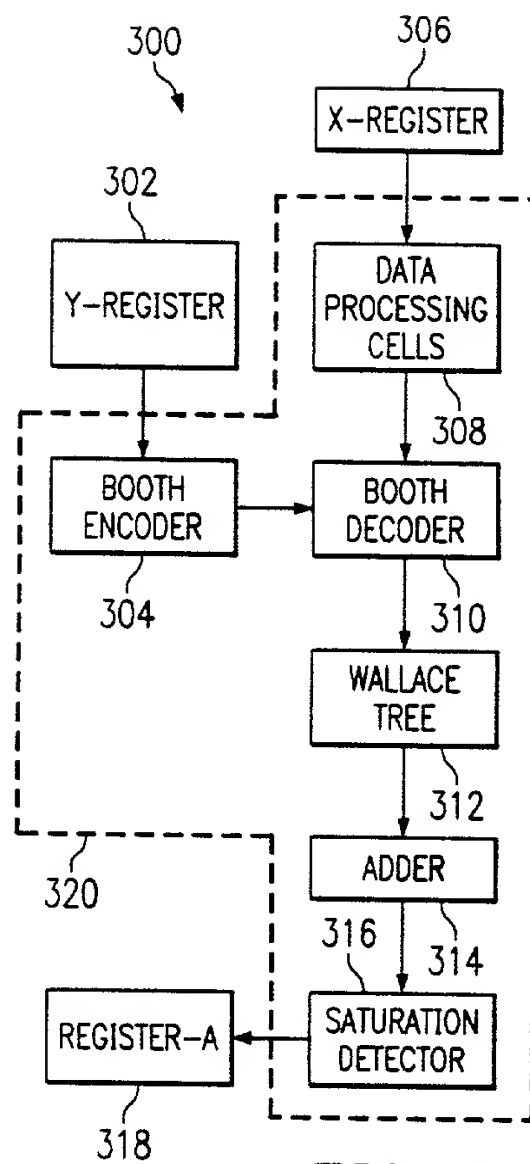 300
306
X-REGISTER
302
Y-REGISTER
DATA
PROCESSING
CELLS
308
BOOTH
ENCODER
304
BOOTH
DECODER
310
WALLACE
TREE
312
320
ADDER
314
316
SATURATION
DETECTOR
REGISTER-A
318